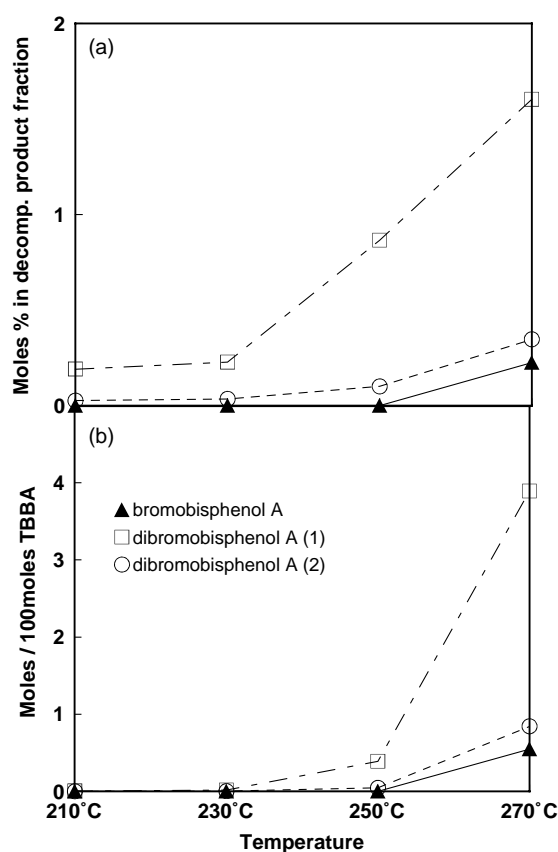 2
(a)
1
0
Moles % in decomp. product fraction
(b)
4
3
2
1
0
Moles / 100moles TBBA
bromobisphenol A
dibromobisphenol A (1)
dibromobisphenol A (2)
210˚C 230˚C 250˚C 270˚C
Temperature